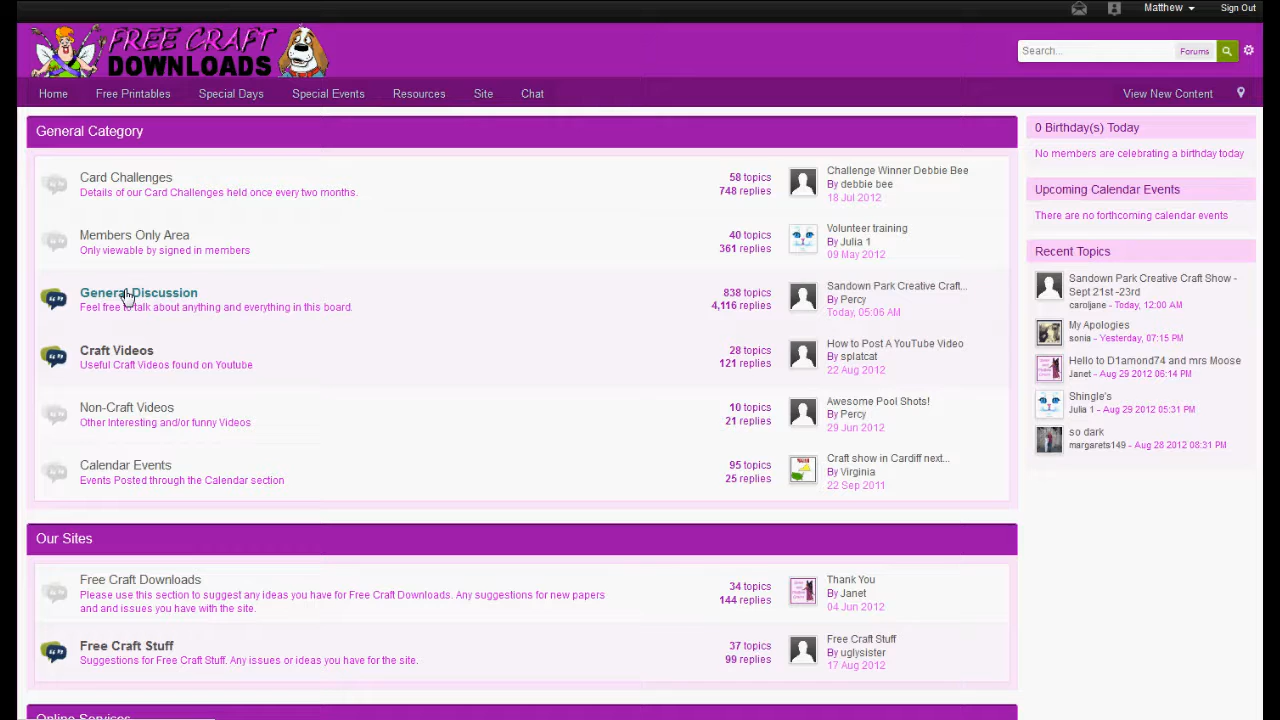 Matthew
Sign Out
FREE CRAFT
DOWNLOADS
Search...
Forums
Home
Free Printables
Special Days
Special Events
Resources
Site
Chat
View New Content
General Category
Card Challenges
Details of our Card Challenges held once every two months.
58 topics
748 replies
Challenge Winner Debbie Bee
By debbie bee
18 Jul 2012
Members Only Area
Only viewable by signed in members
40 topics
361 replies
Volunteer training
By Julia 1
09 May 2012
General Discussion
Feel free to talk about anything and everything in this board.
838 topics
4,116 replies
Sandown Park Creative Craft...
By Percy
Today, 05:06 AM
Craft Videos
Useful Craft Videos found on Youtube
28 topics
121 replies
How to Post A YouTube Video
By splatcat
22 Aug 2012
Non-Craft Videos
Other Interesting and/or funny Videos
10 topics
21 replies
Awesome Pool Shots!
By Percy
29 Jun 2012
Calendar Events
Events Posted through the Calendar section
95 topics
25 replies
Craft show in Cardiff next...
By Virginia
22 Sep 2011
Our Sites
Free Craft Downloads
Please use this section to suggest any ideas you have for Free Craft Downloads. Any suggestions for new papers
and and issues you have with the site.
34 topics
144 replies
Thank You
By Janet
04 Jun 2012
Free Craft Stuff
Suggestions for Free Craft Stuff. Any issues or ideas you have for the site.
37 topics
99 replies
Free Craft Stuff
By uglysister
17 Aug 2012
Online Services
0 Birthday(s) Today
No members are celebrating a birthday today
Upcoming Calendar Events
There are no forthcoming calendar events
Recent Topics
Sandown Park Creative Craft Show -
Sept 21st -23rd
caroljane - Today, 12:00 AM
My Apologies
sonia - Yesterday, 07:15 PM
Hello to D1amond74 and mrs Moose
Janet - Aug 29 2012 06:14 PM
Shingle's
Julia 1 - Aug 29 2012 05:31 PM
so dark
margarets149 - Aug 28 2012 08:31 PM